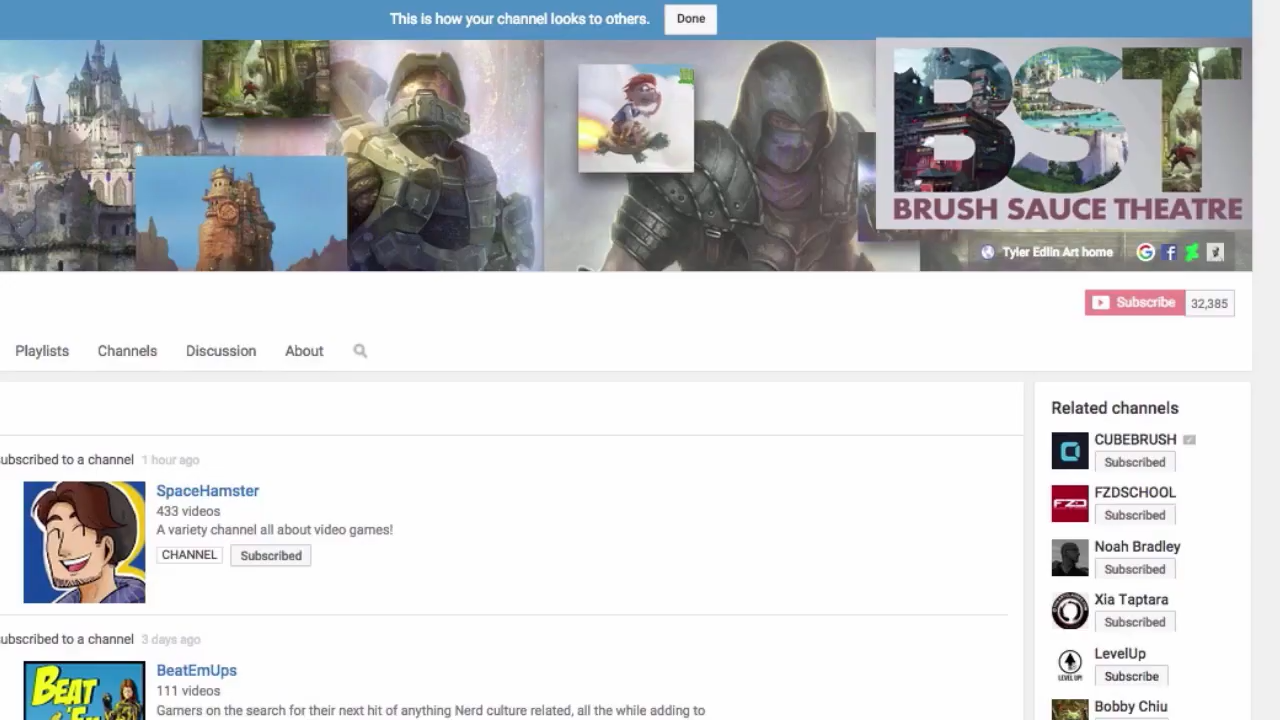 This is how your channel looks to others. Done
BST
BRUSH SAUCE THEATRE
Tyler Edlin Art home
Subscribe 32,385
Playlists Channels Discussion About
Related channels
CUBEBRUSH
Subscribed
FZDSCHOOL
FZD
Subscribed
Noah Bradley
Subscribed
Xia Taptara
Subscribed
LevelUp
LEVEL UP!
Subscribe
Bobby Chiu
ubscribed to a channel 1 hour ago
SpaceHamster
433 videos
A variety channel all about video games!
CHANNEL Subscribed
ubscribed to a channel 3 days ago
BEAT
'EM
BeatEmUps
111 videos
Gamers on the search for their next hit of anything Nerd culture related, all the while adding to